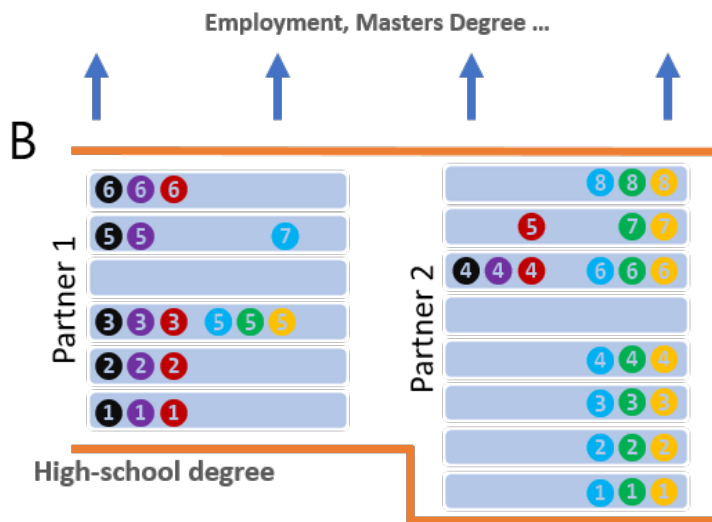 Employment, Masters Degree ...
B
Partner 1
6 6 6
5 5 7
3 3 3 5 5 5
2 2 2
1 1 1
Partner 2
8 8 8
5 7 7
4 4 4 6 6 6
4 4 4
3 3 3
2 2 2
1 1 1
High-school degree